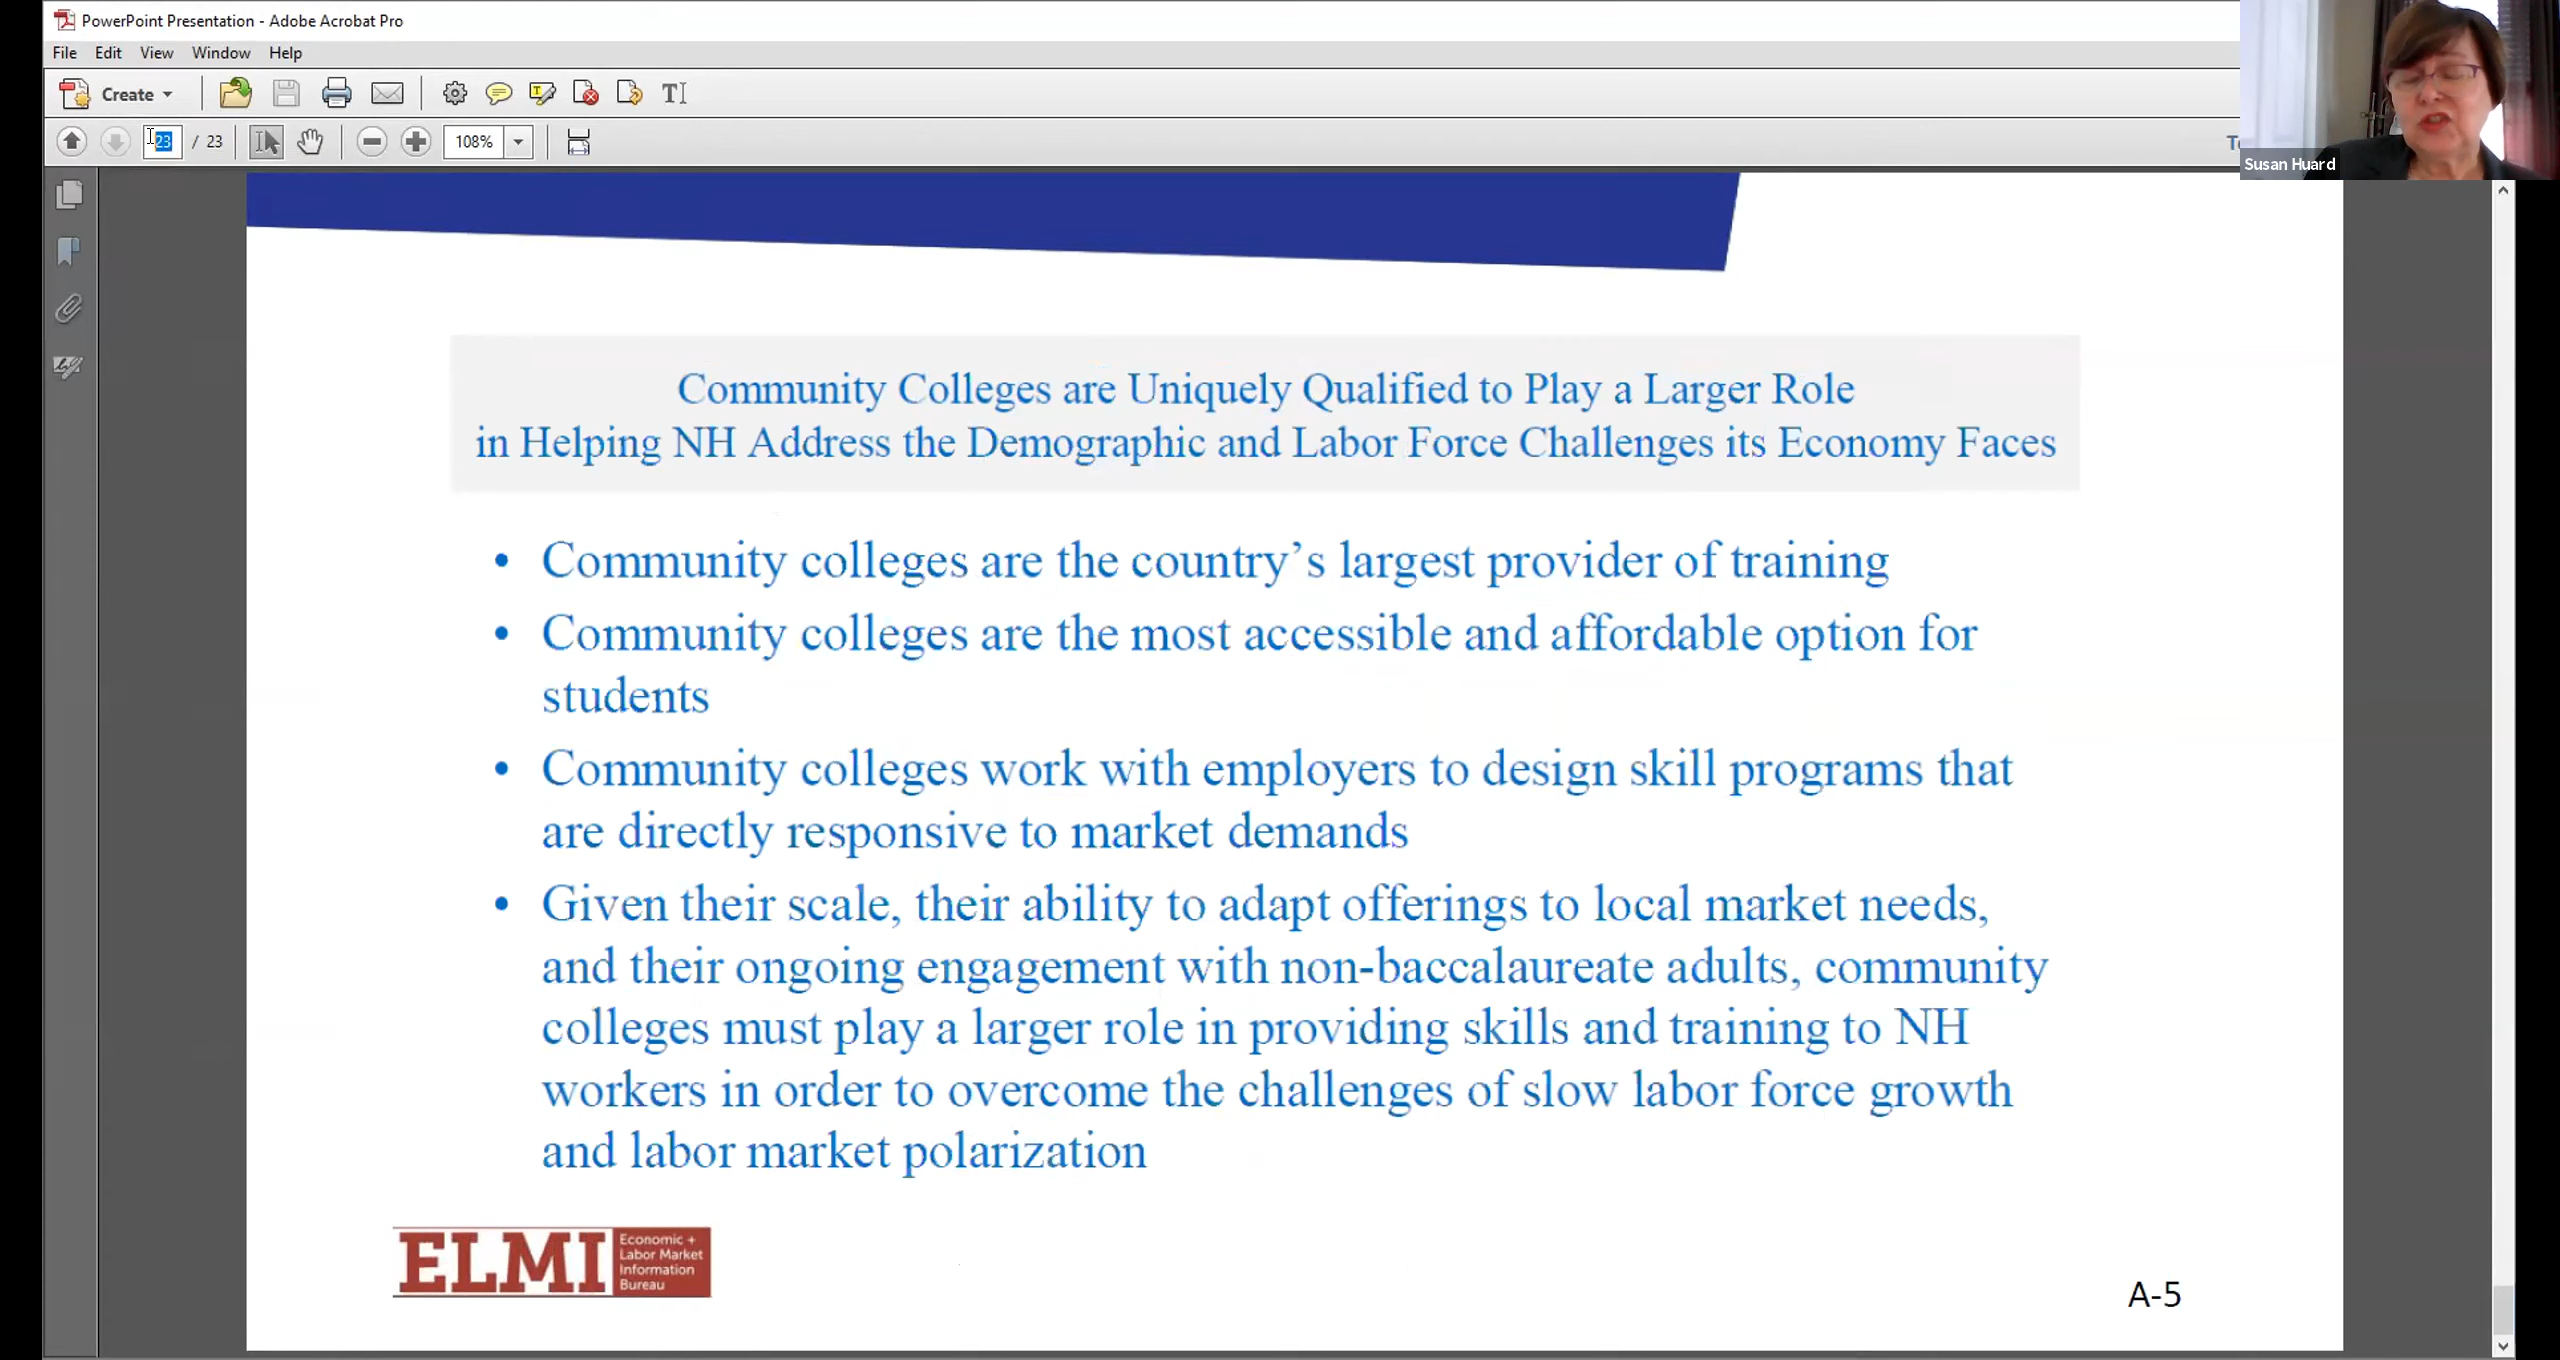 PowerPoint Presentation - Adobe Acrobat Pro
File Edit View Window Help
Create
23 / 23
108%
Susan Huard
Community Colleges are Uniquely Qualified to Play a Larger Role
in Helping NH Address the Demographic and Labor Force Challenges its Economy Faces
• Community colleges are the country’s largest provider of training
• Community colleges are the most accessible and affordable option for
students
• Community colleges work with employers to design skill programs that
are directly responsive to market demands
• Given their scale, their ability to adapt offerings to local market needs,
and their ongoing engagement with non-baccalaureate adults, community
colleges must play a larger role in providing skills and training to NH
workers in order to overcome the challenges of slow labor force growth
and labor market polarization
ELMI
Economic +
Labor Market
Information
Bureau
A-5